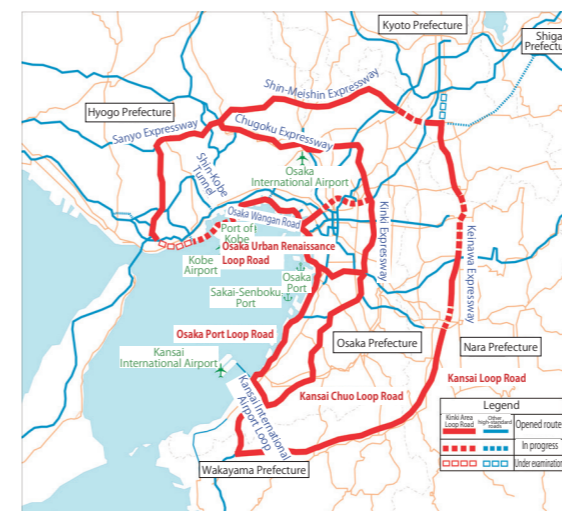 Kyoto Prefecture
Shiga
Prefectu
Shin-Meishin Expressway
Hyogo Prefecture
Sanyo Expressway
Chugoku Expressway
Shin-Kobe
Tunnel
Osaka
International Airport
Kinki Expressway
Keinawa Expressway
Osaka Wangan Road
Port of
Kobe
Osaka Urban Renaissance
Loop Road
Kobe
Airport
Osaka
Port
Sakai-Senboku
Port
Osaka Port Loop Road
Osaka Prefecture
Nara Prefecture
Kansai
International Airport
Kansai International
Airport Loop
Kansai Chuo Loop Road
Kansai Loop Road
Wakayama Prefecture
Legend
Kinki Area
Loop Road
Other
high-standard
roads
Opened route
In progress
Under examination